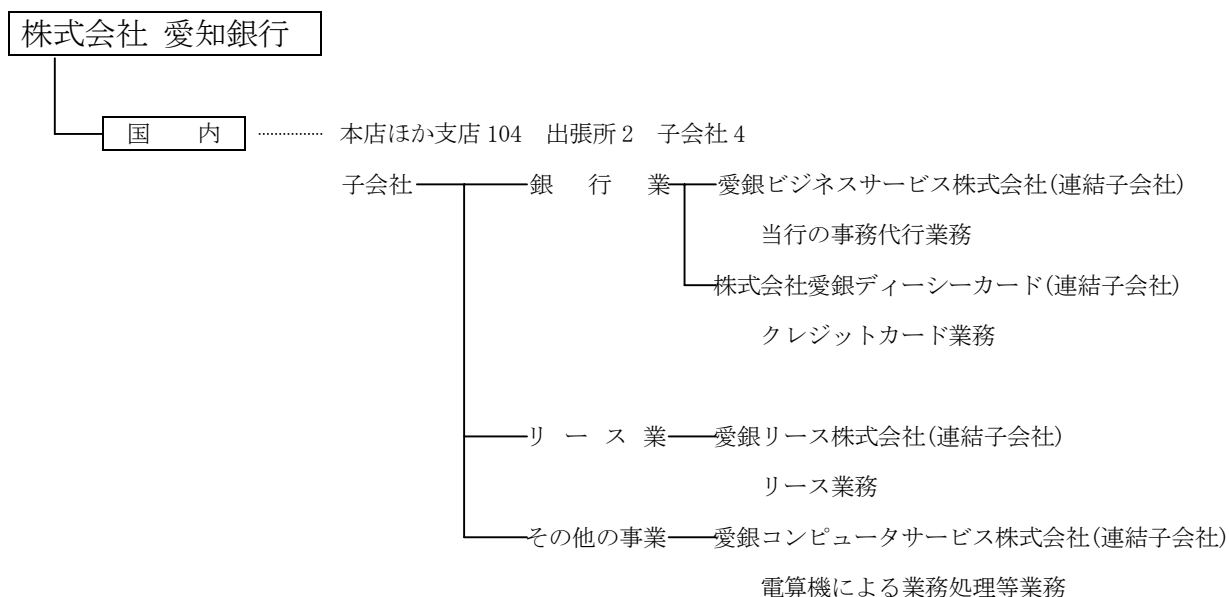 株式会社 愛知銀行
国 内 …………… 本店ほか支店 104 出張所 2 子会社 4
子会社 銀 行 業 愛銀ビジネスサービス株式会社(連結子会社)
当行の事務代行業務
株式会社愛銀ディーシーカード(連結子会社)
クレジットカード業務
リ ー ス 業 愛銀リース株式会社(連結子会社)
リース業務
その他の事業 愛銀コンピュータサービス株式会社(連結子会社)
電算機による業務処理等業務